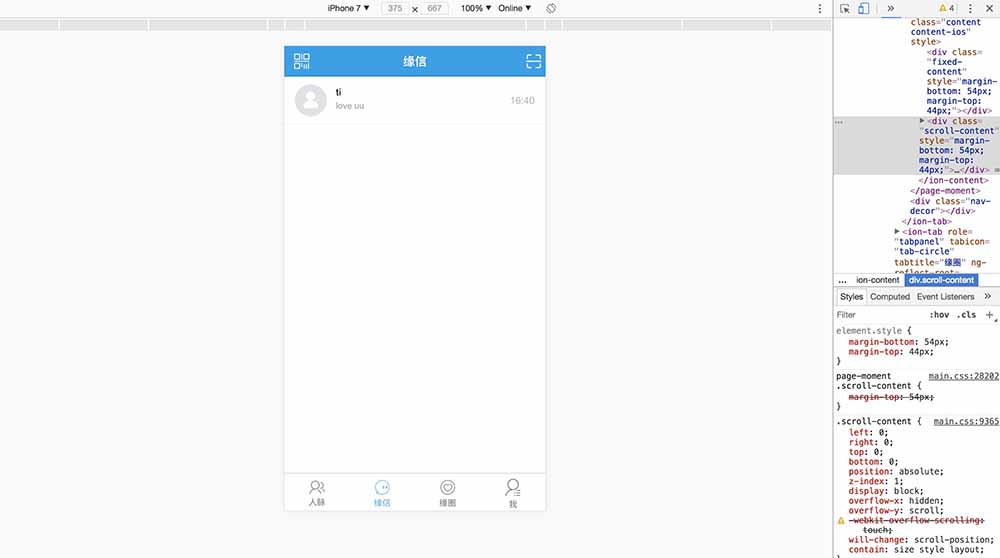 iPhone 7 ▼ 375 × 667 100% ▼ Online ▼
缘信
ti
love uu
16:40
人脉 缘信 缘圈 我
» 4
class="content
content-ios"
style>
<div class=
"fixed-
content"
style="margin-
bottom: 54px;
margin-top:
44px;"></div>
… ▶<div class=
"scroll-content"
style="margin-
bottom: 54px;
margin-top:
44px;">…</div> =
</ion-content>
</page-moment>
<div class="nav-
decor"></div>
</ion-tab>
▶<ion-tab role=
"tabpanel" tabicon=
"tab-circle"
tabtitle="缘圈" ng-
reflect-root=
... ion-content div.scroll-content
Styles Computed Event Listeners »
Filter :hov .cls +
element.style {
margin-bottom: 54px;
margin-top: 44px;
}
page-moment main.css:28202
.scroll-content {
margin-top: 54px;
}
.scroll-content { main.css:9365
left: 0;
right: 0;
top: 0;
bottom: 0;
position: absolute;
z-index: 1;
display: block;
overflow-x: hidden;
overflow-y: scroll;
-webkit-overflow-scrolling:
touch;
will-change: scroll-position;
contain: size style layout;
}